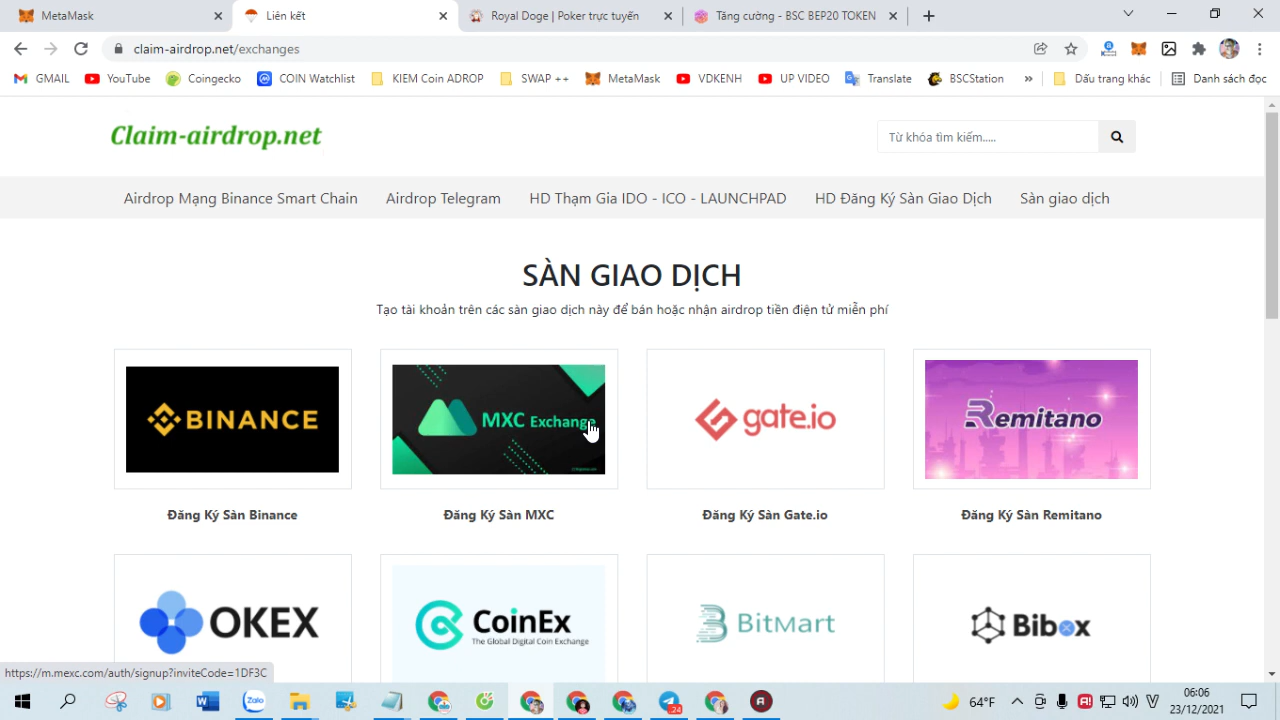 MetaMask
Liên kết
Royal Doge | Poker trực tuyến
Tăng cường - BSC BEP20 TOKEN
claim-airdrop.net/exchanges
GMAIL
YouTube
Coingecko
COIN Watchlist
KIEM Coin ADROP
SWAP ++
MetaMask
VDKENH
UP VIDEO
Translate
BSCStation
»
Dấu trang khác
Danh sách đọc
Claim-airdrop.net
Từ khóa tìm kiếm.....
Airdrop Mạng Binance Smart Chain
Airdrop Telegram
HD Thạm Gia IDO - ICO - LAUNCHPAD
HD Đăng Ký Sàn Giao Dịch
Sàn giao dịch
SÀN GIAO DỊCH
Tạo tài khoản trên các sàn giao dịch này để bán hoặc nhận airdrop tiền điện tử miễn phí
BINANCE
MXC Exchange
gate.io
Remitano
Đăng Ký Sàn Binance
Đăng Ký Sàn MXC
Đăng Ký Sàn Gate.io
Đăng Ký Sàn Remitano
OKEX
CoinEx
The Global Digital Coin Exchange
BitMart
Bibox
https://m.mexc.com/auth/signup?inviteCode=1DF3C
Zalo
24
64°F
06:06
23/12/2021